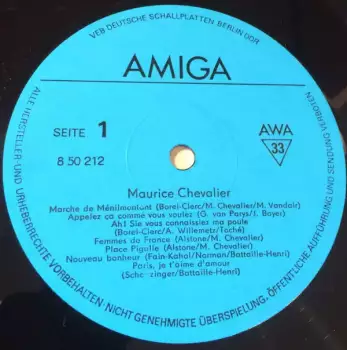 VEB DEUTSCHE SCHALLPLATTEN BERLIN DDR
AMIGA
SEITE 1
8 50 212
AWA
33
Maurice Chevalier
Marche de Ménilmontant (Borel-Clerc/M. Chevalier/M. Vandair)
Appelez ça comme vous voulez (G. van Parys/J. Boyer)
Ah! Sie vous connaissiez ma poule
(Borel-Clerc/A. Willemetz/Taché)
Femmes de France (Alstone/M. Chevalier)
Place Pigalle (Alstone/M. Chevalier)
Nouveau bonheur (Fain-Kahal/Norman/Battaille-Henri)
Paris, je t'aime d'amour
zinger/Battaille-Henri)
ALLE HERSTELLER- UND URHEBERRECHTE VORBEHALTEN NICHT GENEHMIGTE ÜBERSPIELUNG, ÖFFENTLICHE AUFFÜHRUNG UND SENDUNG VERBOTEN